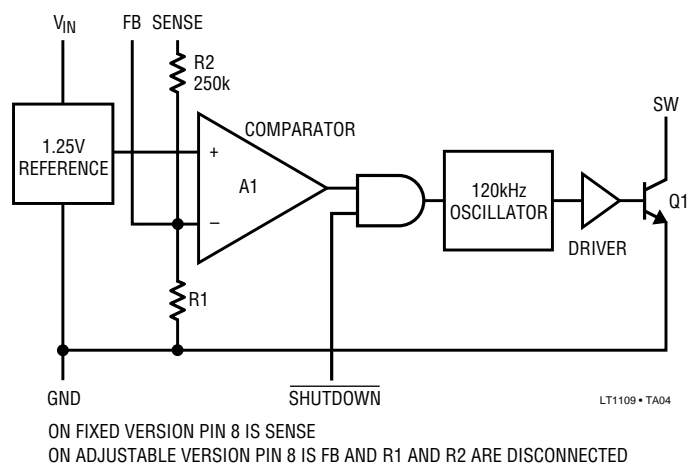 VIN FB SENSE
R2
250k
SW
COMPARATOR
1.25V
REFERENCE
+
A1
120kHz
OSCILLATOR
Q1
–
DRIVER
R1
GND
SHUTDOWN
LT1109 • TA04
ON FIXED VERSION PIN 8 IS SENSE
ON ADJUSTABLE VERSION PIN 8 IS FB AND R1 AND R2 ARE DISCONNECTED